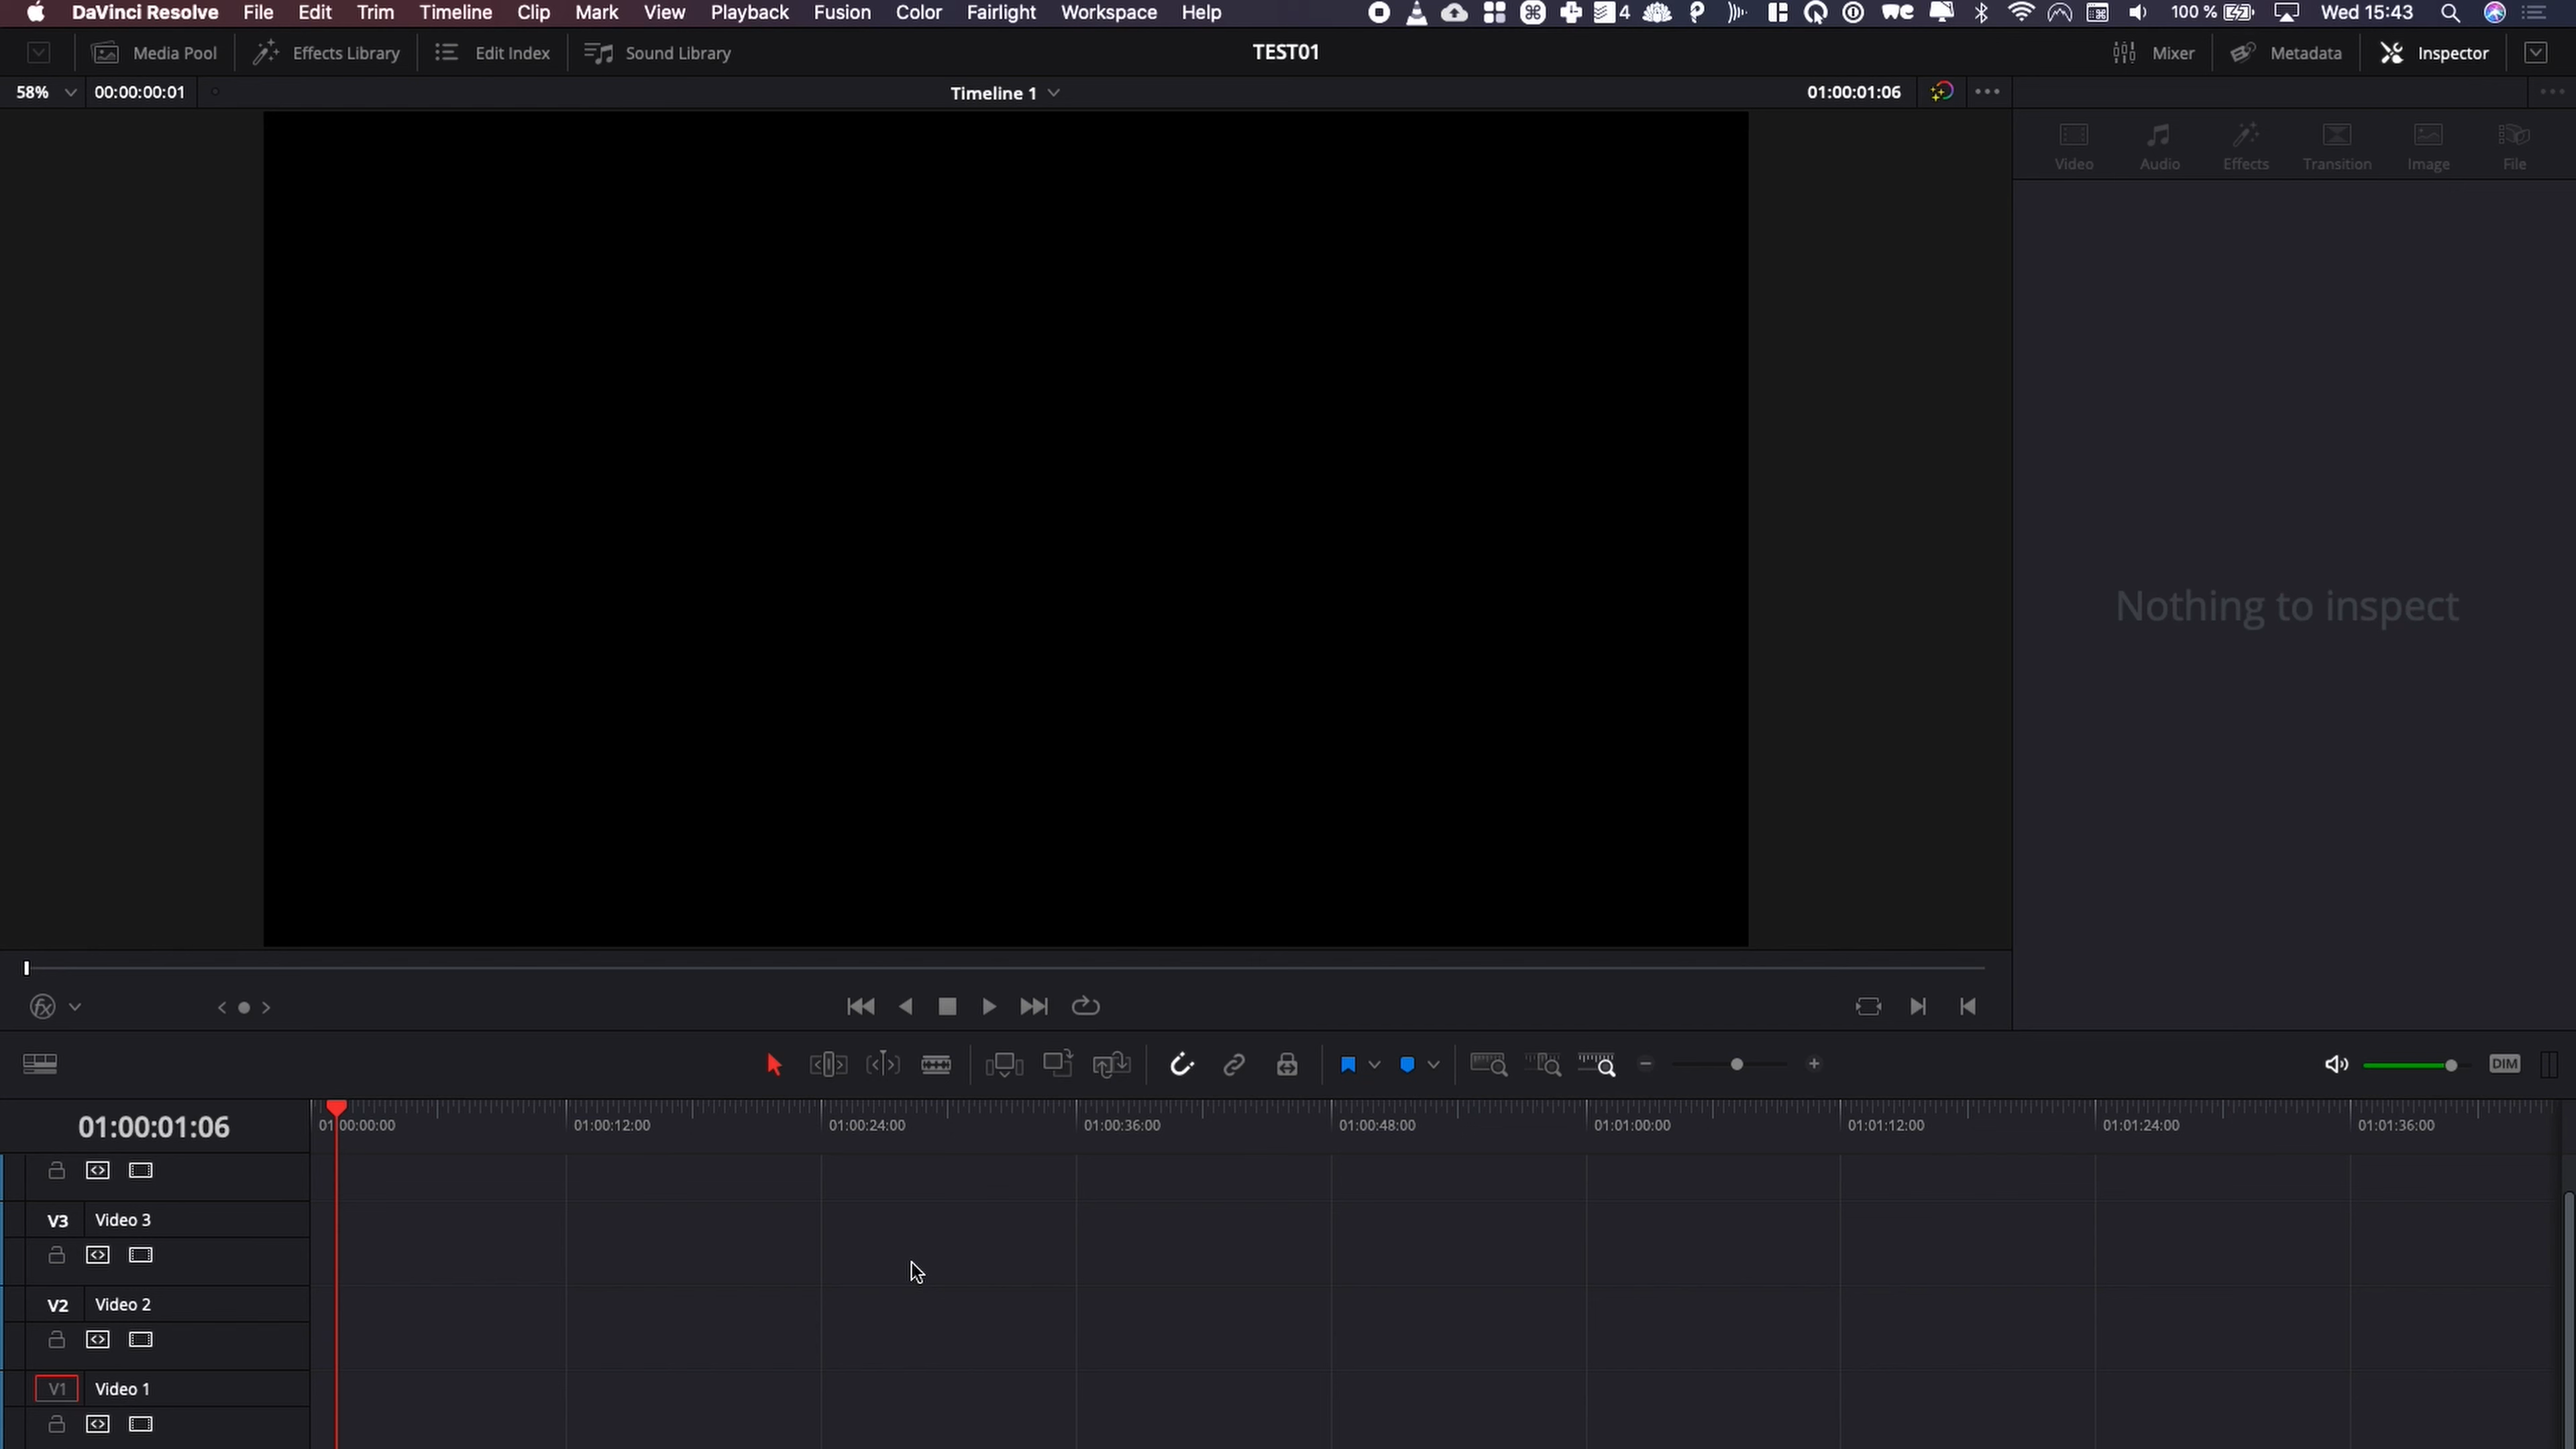 DaVinci Resolve File Edit Trim Timeline Clip Mark View Playback Fusion Color Fairlight Workspace Help 4 100 % Wed 15:43
Media Pool Effects Library Edit Index Sound Library TEST01 Mixer Metadata Inspector
58% 00:00:00:01 Timeline 1 01:00:01:06
Video Audio Effects Transition Image File
Nothing to inspect
fx
DIM
01:00:01:06
01:00:00:00 01:00:12:00 01:00:24:00 01:00:36:00 01:00:48:00 01:01:00:00 01:01:12:00 01:01:24:00 01:01:36:00
V3 Video 3
V2 Video 2
V1 Video 1